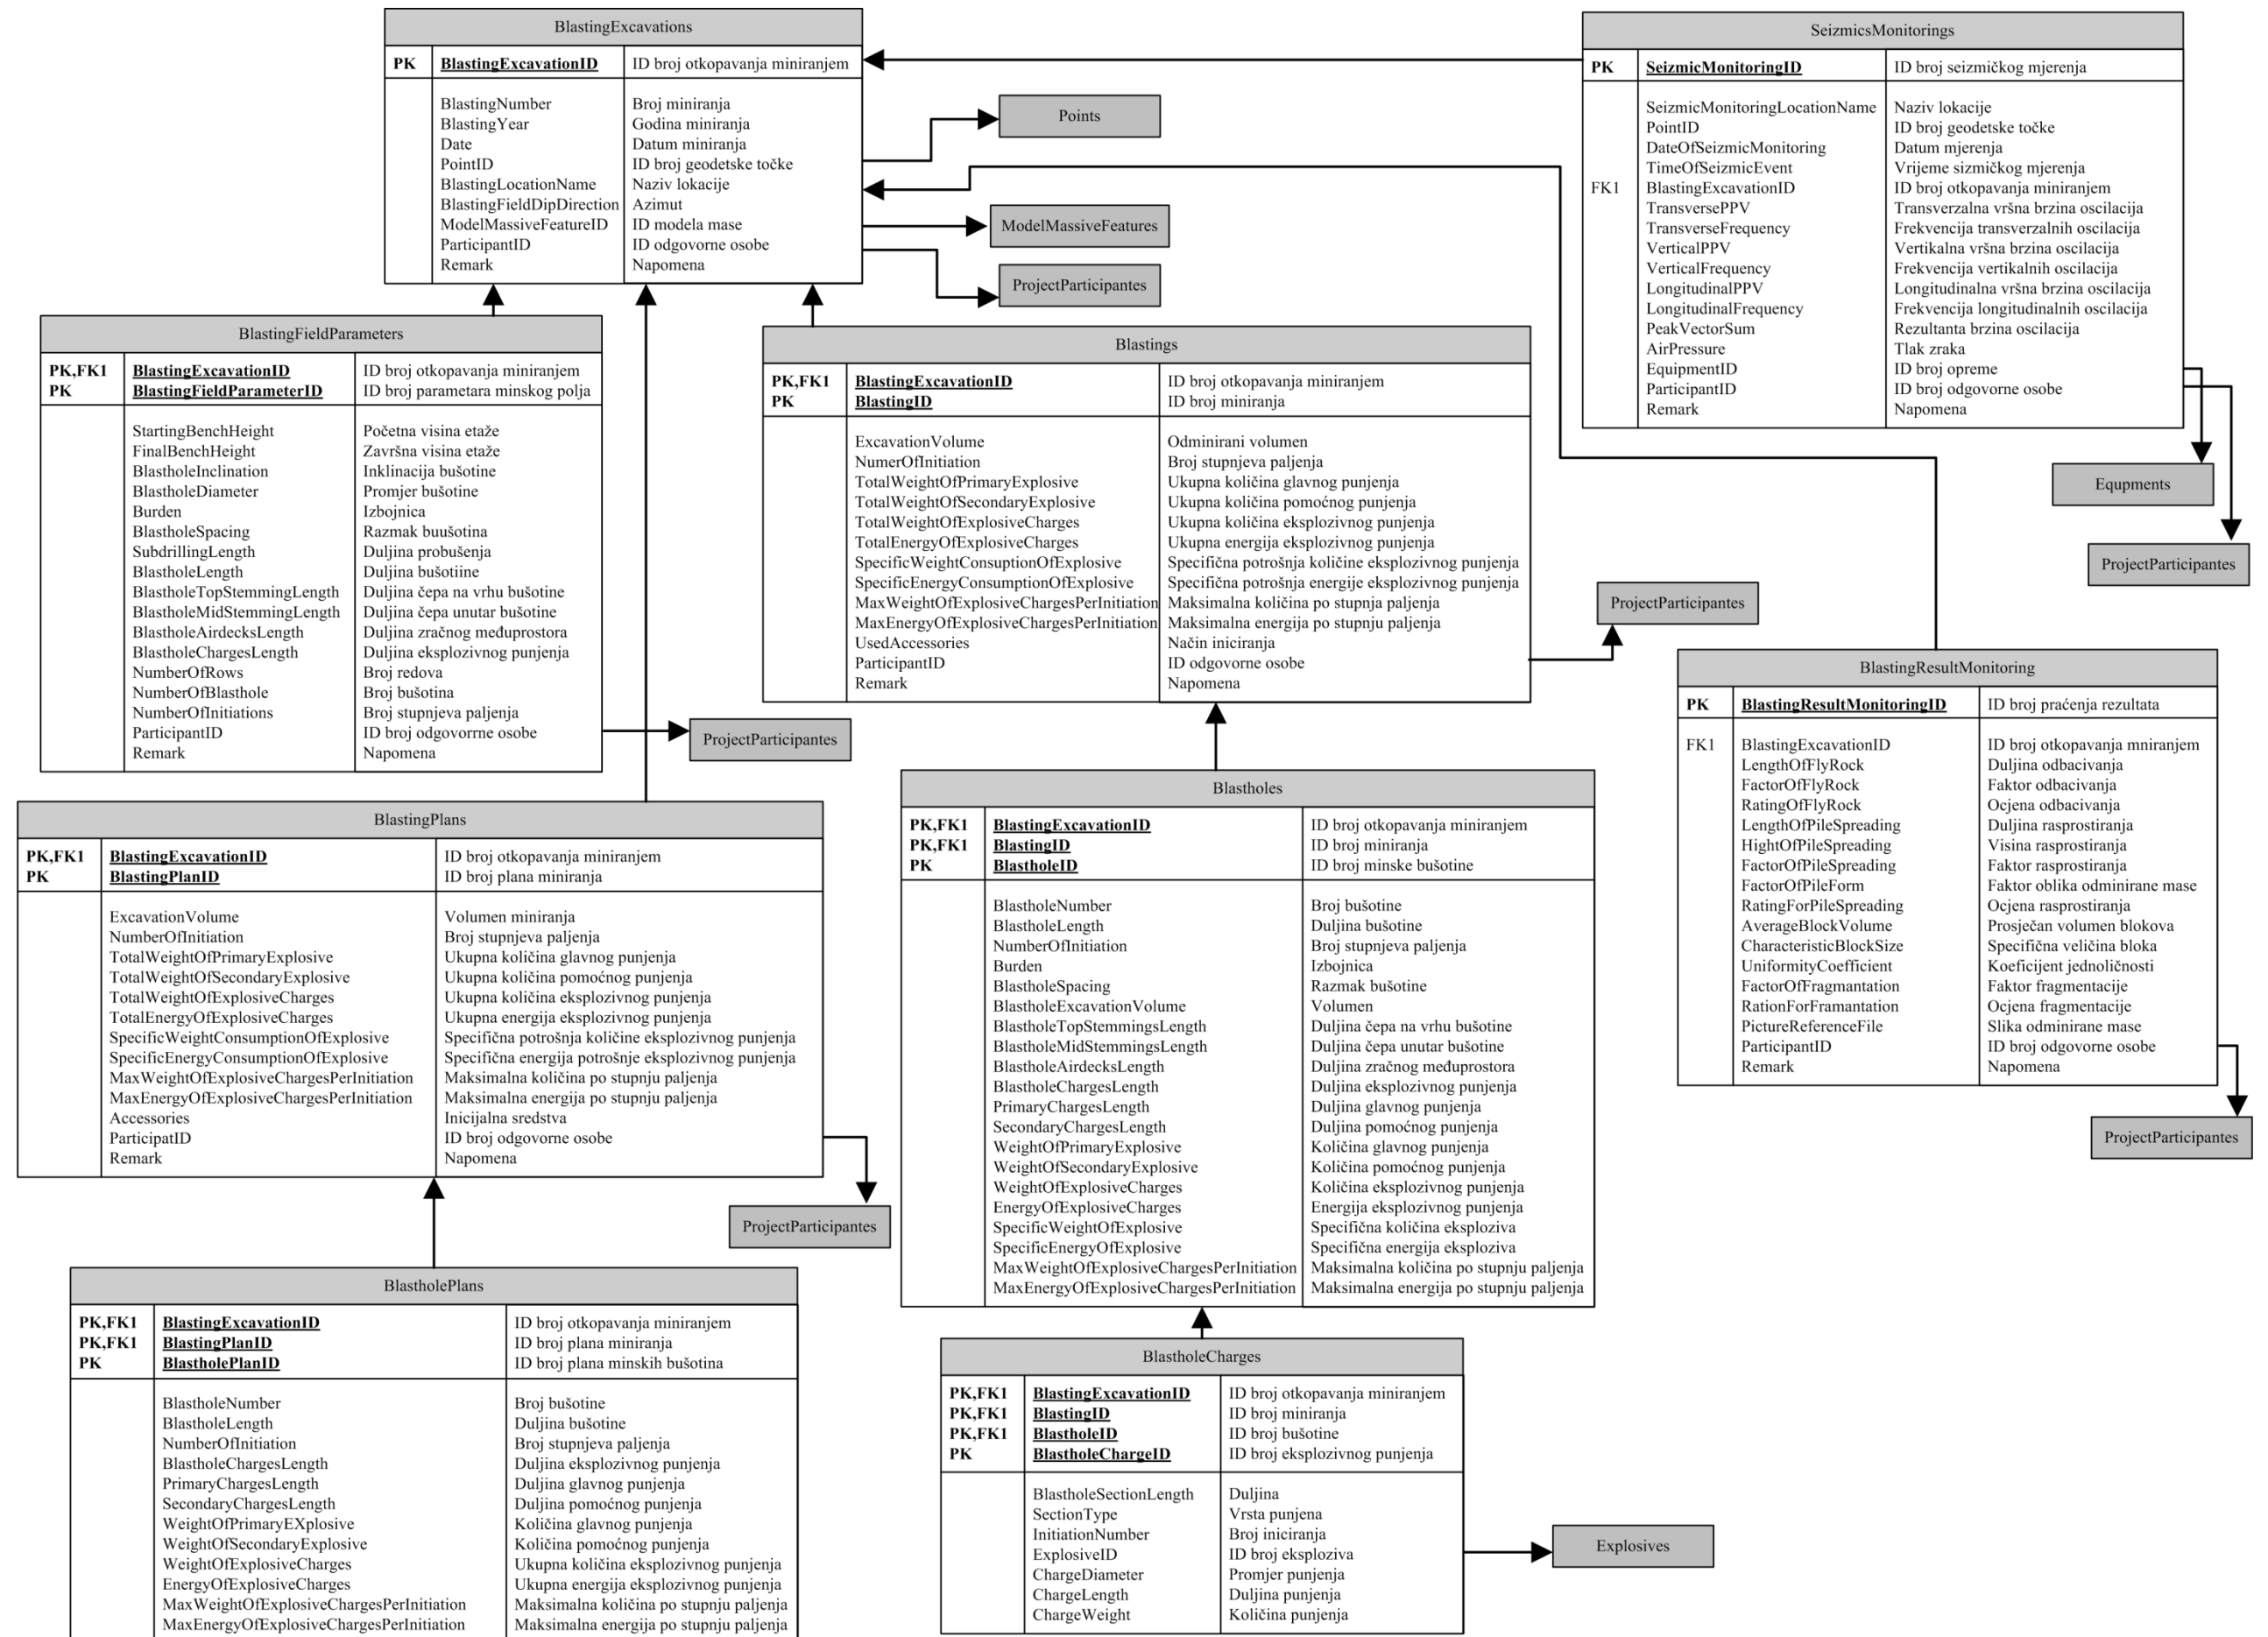 BlastingExcavations
PK BlastingExcavationID ID broj otkopavanja miniranjem
BlastingNumber Broj miniranja
BlastingYear Godina miniranja
Date Datum miniranja
PointID ID broj geodetske točke
BlastingLocationName Naziv lokacije
BlastingFieldDipDirection Azimut
ModelMassiveFeatureID ID modela mase
ParticipantID ID odgovorne osobe
Remark Napomena
Points
ModelMassiveFeatures
ProjectParticipantes
SeizmicsMonitorings
PK SeizmicMonitoringID ID broj seizmičkog mjerenja
SeizmicMonitoringLocationName Naziv lokacije
PointID ID broj geodetske točke
DateOfSeizmicMonitoring Datum mjerenja
TimeOfSeizmicEvent Vrijeme sizmičkog mjerenja
FK1 BlastingExcavationID ID broj otkopavanja miniranjem
TransversePPV Transverzalna vršna brzina oscilacija
TransverseFrequency Frekvencija transverzalnih oscilacija
VerticalPPV Vertikalna vršna brzina oscilacija
VerticalFrequency Frekvencija vertikalnih oscilacija
LongitudinalPPV Longitudinalna vršna brzina oscilacija
LongitudinalFrequency Frekvencija longitudinalnih oscilacija
PeakVectorSum Rezultanta brzina oscilacija
AirPressure Tlak zraka
EquipmentID ID broj opreme
ParticipantID ID broj odgovorne osobe
Remark Napomena
Equpments
ProjectParticipantes
BlastingFieldParameters
PK,FK1 BlastingExcavationID ID broj otkopavanja miniranjem
PK BlastingFieldParameterID ID broj parametara minskog polja
StartingBenchHeight Početna visina etaže
FinalBenchHeight Završna visina etaže
BlastholeInclination Inklinacija bušotine
BlastholeDiameter Promjer bušotine
Burden Izbojnica
BlastholeSpacing Razmak buušotina
SubdrillingLength Duljina probušenja
BlastholeLength Duljina bušotiine
BlastholeTopStemmingLength Duljina čepa na vrhu bušotine
BlastholeMidStemmingLength Duljina čepa unutar bušotine
BlastholeAirdecksLength Duljina zračnog međuprostora
BlastholeChargesLength Duljina eksplozivnog punjenja
NumberOfRows Broj redova
NumberOfBlasthole Broj bušotina
NumberOfInitiations Broj stupnjeva paljenja
ParticipantID ID broj odgovorrne osobe
Remark Napomena
ProjectParticipantes
Blastings
PK,FK1 BlastingExcavationID ID broj otkopavanja miniranjem
PK BlastingID ID broj miniranja
ExcavationVolume Odminirani volumen
NumerOfInitiation Broj stupnjeva paljenja
TotalWeightOfPrimaryExplosive Ukupna količina glavnog punjenja
TotalWeightOfSecondaryExplosive Ukupna količina pomoćnog punjenja
TotalWeightOfExplosiveCharges Ukupna količina eksplozivnog punjenja
TotalEnergyOfExplosiveCharges Ukupna energija eksplozivnog punjenja
SpecificWeightConsuptionOfExplosive Specifična potrošnja količine eksplozivnog punjenja
SpecificEnergyConsumptionOfExplosive Specifična potrošnja energije eksplozivnog punjenja
MaxWeightOfExplosiveChargesPerInitiation Maksimalna količina po stupnja paljenja
MaxEnergyOfExplosiveChargesPerInitiation Maksimalna energija po stupnju paljenja
UsedAccessories Način iniciranja
ParticipantID ID odgovorne osobe
Remark Napomena
ProjectParticipantes
BlastingResultMonitoring
PK BlastingResultMonitoringID ID broj praćenja rezultata
FK1 BlastingExcavationID ID broj otkopavanja mniranjem
LengthOfFlyRock Duljina odbacivanja
FactorOfFlyRock Faktor odbacivanja
RatingOfFlyRock Ocjena odbacivanja
LengthOfPileSpreading Duljina rasprostiranja
HightOfPileSpreading Visina rasprostiranja
FactorOfPileSpreading Faktor rasprostiranja
FactorOfPileForm Faktor oblika odminirane mase
RatingForPileSpreading Ocjena rasprostiranja
AverageBlockVolume Prosječan volumen blokova
CharacteristicBlockSize Specifična veličina bloka
UniformityCoefficient Koeficijent jednoličnosti
FactorOfFragmantation Faktor fragmentacije
RationForFramantation Ocjena fragmentacije
PictureReferenceFile Slika odminirane mase
ParticipantID ID broj odgovorne osobe
Remark Napomena
ProjectParticipantes
BlastingPlans
PK,FK1 BlastingExcavationID ID broj otkopavanja miniranjem
PK BlastingPlanID ID broj plana miniranja
ExcavationVolume Volumen miniranja
NumberOfInitiation Broj stupnjeva paljenja
TotalWeightOfPrimaryExplosive Ukupna količina glavnog punjenja
TotalWeightOfSecondaryExplosive Ukupna količina pomoćnog punjenja
TotalWeightOfExplosiveCharges Ukupna količina eksplozivnog punjenja
TotalEnergyOfExplosiveCharges Ukupna energija eksplozivnog punjenja
SpecificWeightConsumptionOfExplosive Specifična potrošnja količine eksplozivnog punjenja
SpecificEnergyConsumptionOfExplosive Specifična energija potrošnje eksplozivnog punjenja
MaxWeightOfExplosiveChargesPerInitiation Maksimalna količina po stupnju paljenja
MaxEnergyOfExplosiveChargesPerInitiation Maksimalna energija po stupnju paljenja
Accessories Inicijalna sredstva
ParticipatID ID broj odgovorne osobe
Remark Napomena
ProjectParticipantes
Blastholes
PK,FK1 BlastingExcavationID ID broj otkopavanja miniranjem
PK,FK1 BlastingID ID broj miniranja
PK BlastholeID ID broj minske bušotine
BlastholeNumber Broj bušotine
BlastholeLength Duljina bušotine
NumberOfInitiation Broj stupnjeva paljenja
Burden Izbojnica
BlastholeSpacing Razmak bušotine
BlastholeExcavationVolume Volumen
BlastholeTopStemmingsLength Duljina čepa na vrhu bušotine
BlastholeMidStemmingsLength Duljina čepa unutar bušotine
BlastholeAirdecksLength Duljina zračnog međuprostora
BlastholeChargesLength Duljina eksplozivnog punjenja
PrimaryChargesLength Duljina glavnog punjenja
SecondaryChargesLength Duljina pomoćnog punjenja
WeightOfPrimaryExplosive Količina glavnog punjenja
WeightOfSecondaryExplosive Količina pomoćnog punjenja
WeightOfExplosiveCharges Količina eksplozivnog punjenja
EnergyOfExplosiveCharges Energija eksplozivnog punjenja
SpecificWeightOfExplosive Specifična količina eksploziva
SpecificEnergyOfExplosive Specifična energija eksploziva
MaxWeightOfExplosiveChargesPerInitiation Maksimalna količina po stupnju paljenja
MaxEnergyOfExplosiveChargesPerInitiation Maksimalna energija po stupnju paljenja
BlastholePlans
PK,FK1 BlastingExcavationID ID broj otkopavanja miniranjem
PK,FK1 BlastingPlanID ID broj plana miniranja
PK BlastholePlanID ID broj plana minskih bušotina
BlastholeNumber Broj bušotine
BlastholeLength Duljina bušotine
NumberOfInitiation Broj stupnjeva paljenja
BlastholeChargesLength Duljina eksplozivnog punjenja
PrimaryChargesLength Duljina glavnog punjenja
SecondaryChargesLength Duljina pomoćnog punjenja
WeightOfPrimaryEXplosive Količina glavnog punjenja
WeightOfSecondaryExplosive Količina pomoćnog punjenja
WeightOfExplosiveCharges Ukupna količina eksplozivnog punjenja
EnergyOfExplosiveCharges Ukupna energija eksplozivnog punjenja
MaxWeightOfExplosiveChargesPerInitiation Maksimalna količina po stupnju paljenja
MaxEnergyOfExplosiveChargesPerInitiation Maksimalna energija po stupnju paljenja
BlastholeCharges
PK,FK1 BlastingExcavationID ID broj otkopavanja miniranjem
PK,FK1 BlastingID ID broj miniranja
PK,FK1 BlastholeID ID broj bušotine
PK BlastholeChargeID ID broj eksplozivnog punjenja
BlastholeSectionLength Duljina
SectionType Vrsta punjena
InitiationNumber Broj iniciranja
ExplosiveID ID broj eksploziva
ChargeDiameter Promjer punjenja
ChargeLength Duljina punjenja
ChargeWeight Količina punjenja
Explosives